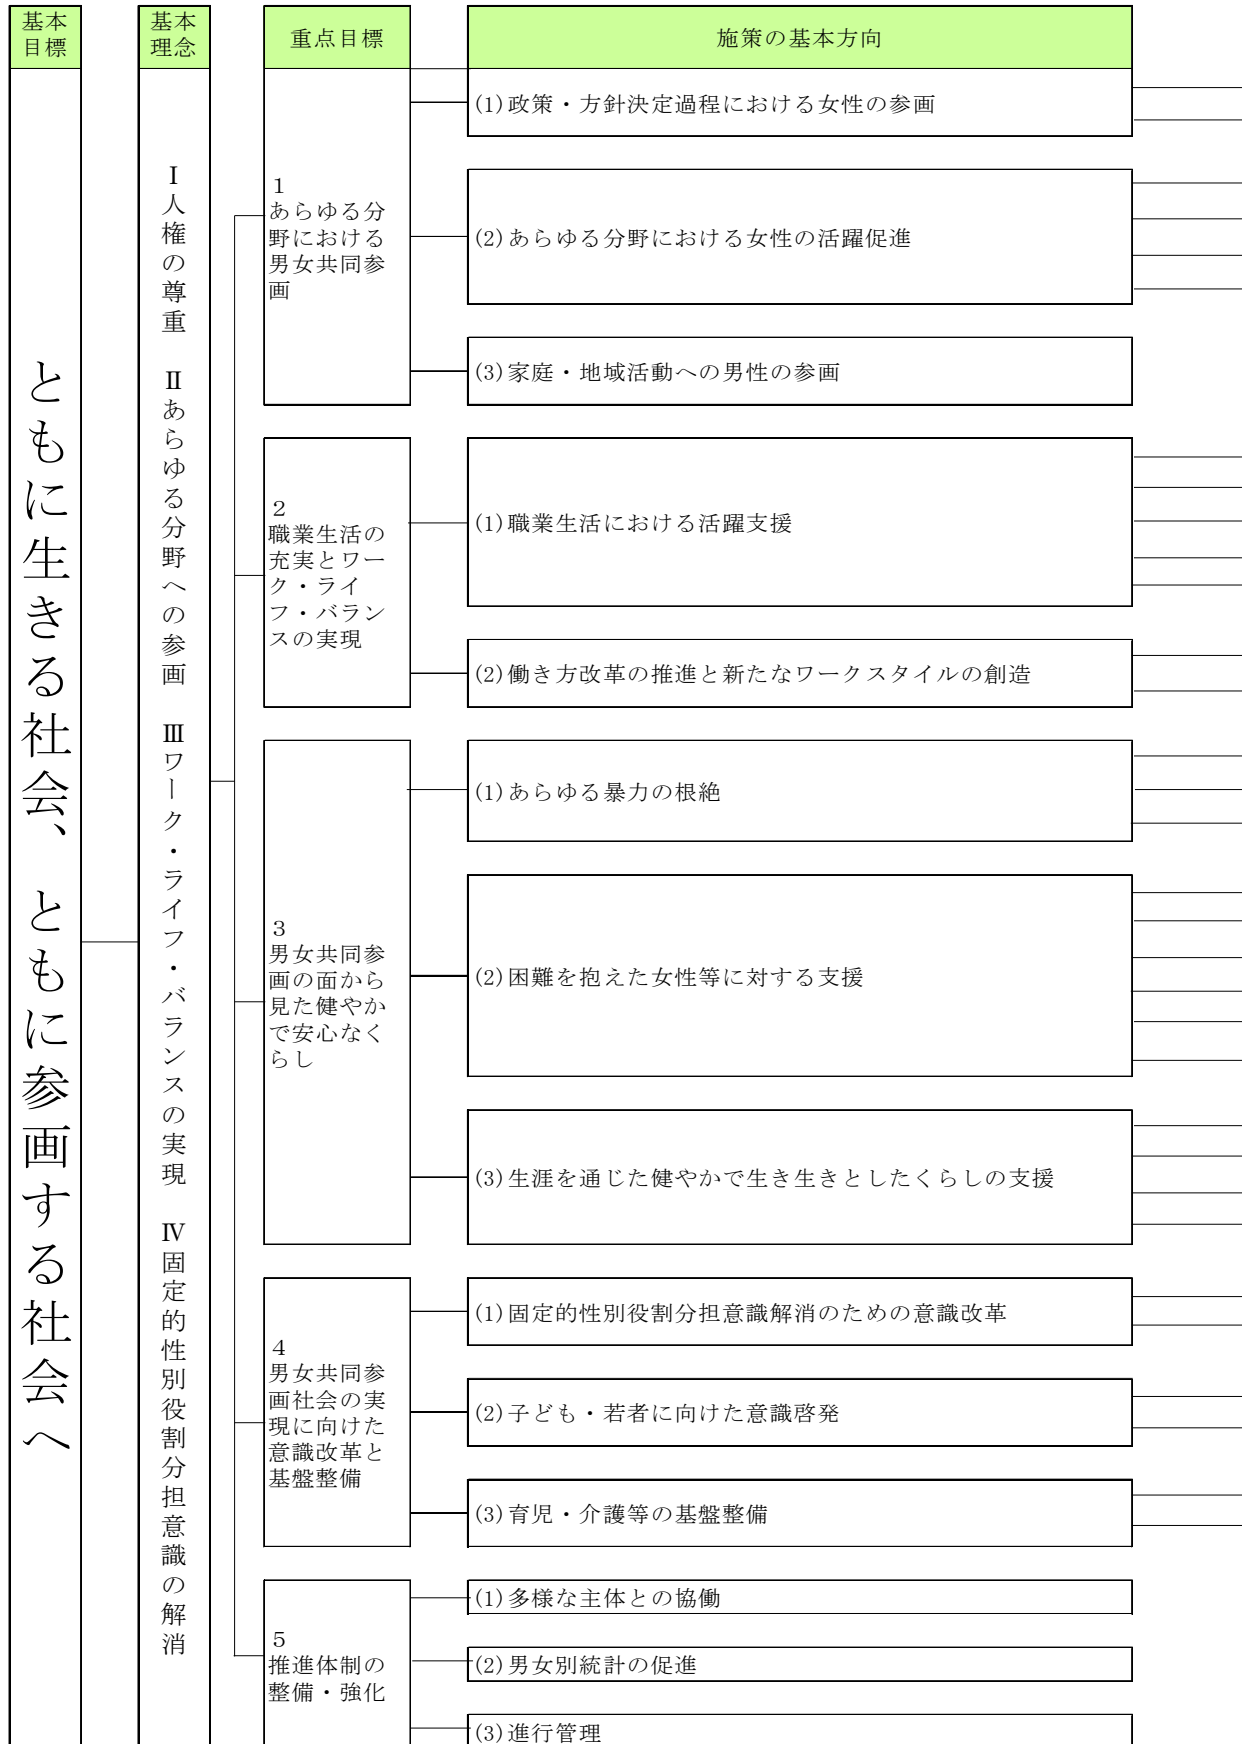 基本
目標
基本
理念
重点目標
施策の基本方向
ともに生きる社会、ともに参画する社会へ
Ⅰ人権の尊重　Ⅱあらゆる分野への参画　Ⅲワーク・ライフ・バランスの実現　Ⅳ固定的性別役割分担意識の解消
１
あらゆる分
野における
男女共同参
画
(1)政策・方針決定過程における女性の参画
(2)あらゆる分野における女性の活躍促進
(3)家庭・地域活動への男性の参画
２
職業生活の
充実とワー
ク・ライ
フ・バラン
スの実現
(1)職業生活における活躍支援
(2)働き方改革の推進と新たなワークスタイルの創造
３
男女共同参
画の面から
見た健やか
で安心なく
らし
(1)あらゆる暴力の根絶
(2)困難を抱えた女性等に対する支援
(3)生涯を通じた健やかで生き生きとしたくらしの支援
４
男女共同参
画社会の実
現に向けた
意識改革と
基盤整備
(1)固定的性別役割分担意識解消のための意識改革
(2)子ども・若者に向けた意識啓発
(3)育児・介護等の基盤整備
５
推進体制の
整備・強化
(1)多様な主体との協働
(2)男女別統計の促進
(3)進行管理